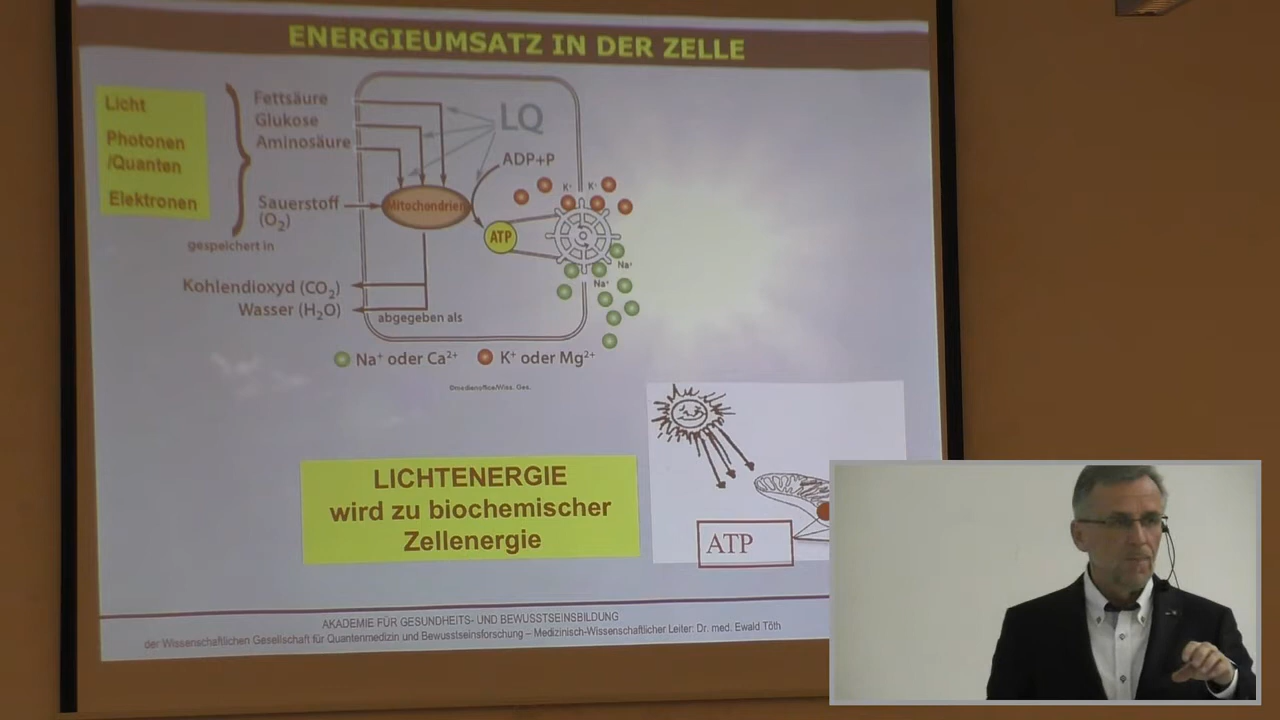 ENERGIEUMSATZ IN DER ZELLE
Licht
Photonen
/Quanten
Elektronen
Fettsäure
Glukose
Aminosäure
Sauerstoff
(O₂)
gespeichert in
Kohlendioxyd (CO₂)
Wasser (H₂O)
abgegeben als
LQ
ADP+P
Mitochondrien
ATP
K⁺
K⁺
Na⁺
Na⁺
Na⁺ oder Ca²⁺
K⁺ oder Mg²⁺
©medienoffice/Wiss. Ges.
LICHTENERGIE
wird zu biochemischer
Zellenergie
ATP
AKADEMIE FÜR GESUNDHEITS- UND BEWUSSTSEINSBILDUNG
der Wissenschaftlichen Gesellschaft für Quantenmedizin und Bewusstseinsforschung – Medizinisch-Wissenschaftlicher Leiter: Dr. med. Ewald Töth